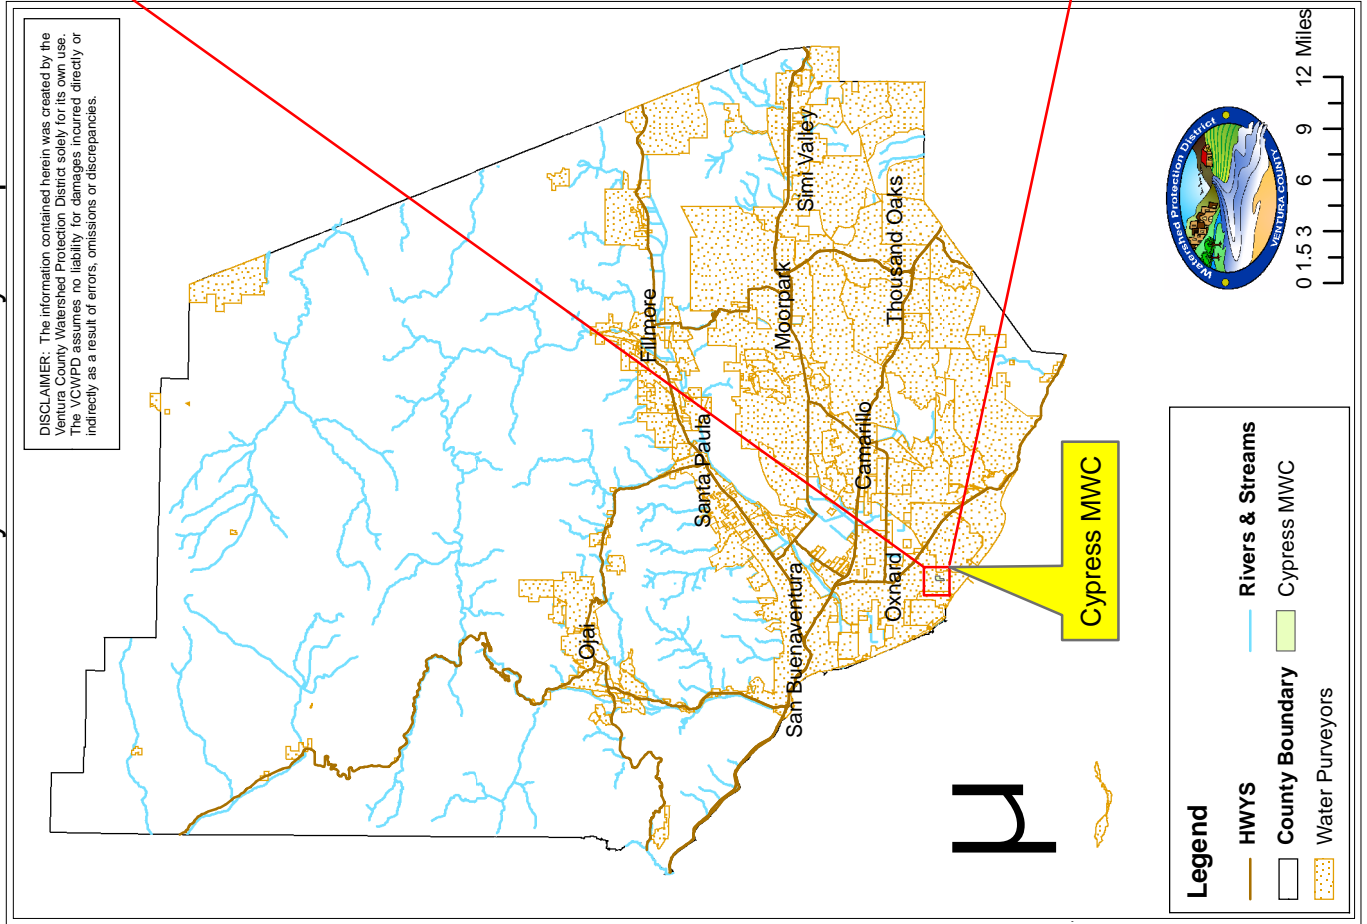 DISCLAIMER: The information contained herein was created by the
Ventura County Watershed Protection District solely for its own use.
The VCWPD assumes no liability for damages incurred directly or
indirectly as a result of errors, omissions or discrepancies.
Ojai
Santa Paula
Fillmore
San Buenaventura
Moorpark
Simi Valley
Camarillo
Thousand Oaks
Oxnard
Cypress MWC
µ
Watershed Protection District
VENTURA COUNTY
0 1.5 3 6 9 12 Miles
Legend
HWYS
Rivers & Streams
County Boundary
Cypress MWC
Water Purveyors